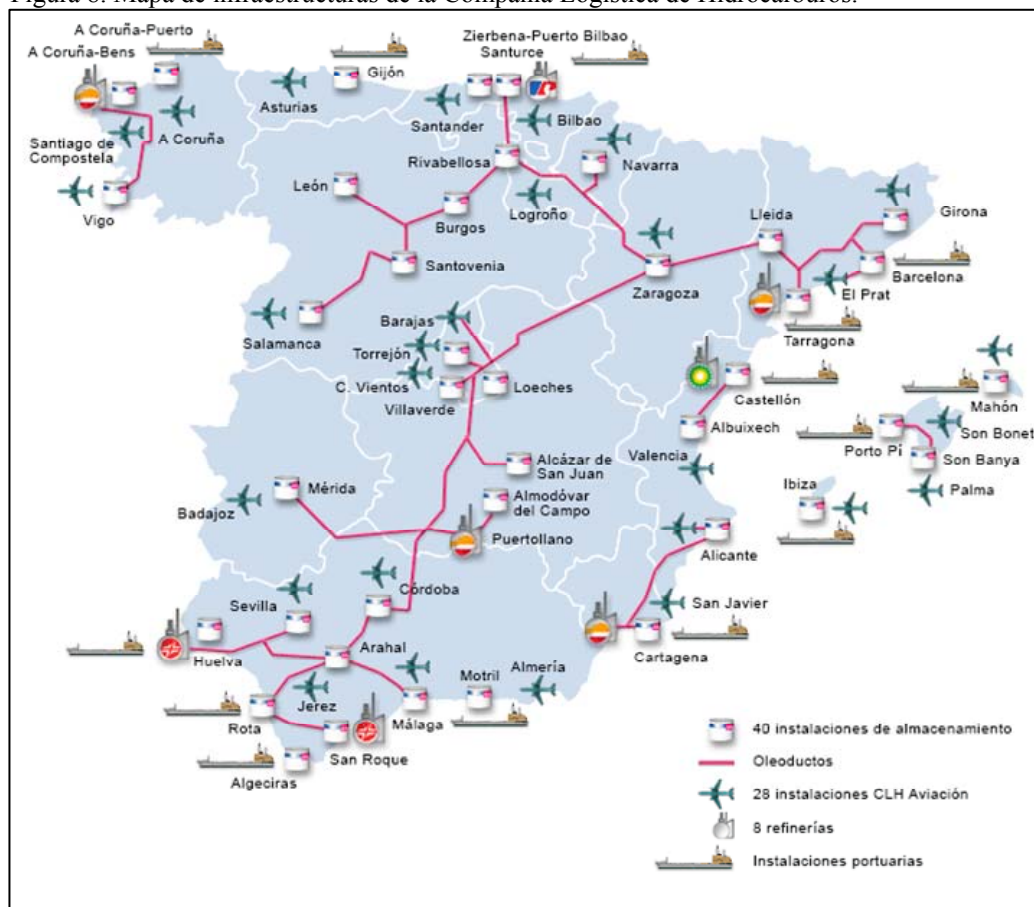 Figura 8. Mapa de infraestructuras de la Compañía Logística de Hidrocarburos.
A Coruña-Puerto
A Coruña-Bens
Zierbena-Puerto Bilbao
Santurce
Gijón
Asturias
Santander
Bilbao
A Coruña
Santiago de
Compostela
Rivabellosa
Navarra
León
Vigo
Logroño
Lleida
Girona
Burgos
Santovenia
Zaragoza
Barcelona
El Prat
Barajas
Salamanca
Tarragona
Torrejón
C. Vientos
Villaverde
Loeches
Castellón
Mahón
Albuixech
Son Bonet
Porto Pí
Valencia
Son Banya
Alcázar de
San Juan
Ibiza
Palma
Mérida
Almodóvar
del Campo
Badajoz
Puertollano
Alicante
Córdoba
Sevilla
San Javier
Huelva
Arahal
Cartagena
Motril
Almería
Jerez
Rota
Málaga
San Roque
Algeciras
40 instalaciones de almacenamiento
Oleoductos
28 instalaciones CLH Aviación
8 refinerías
Instalaciones portuarias